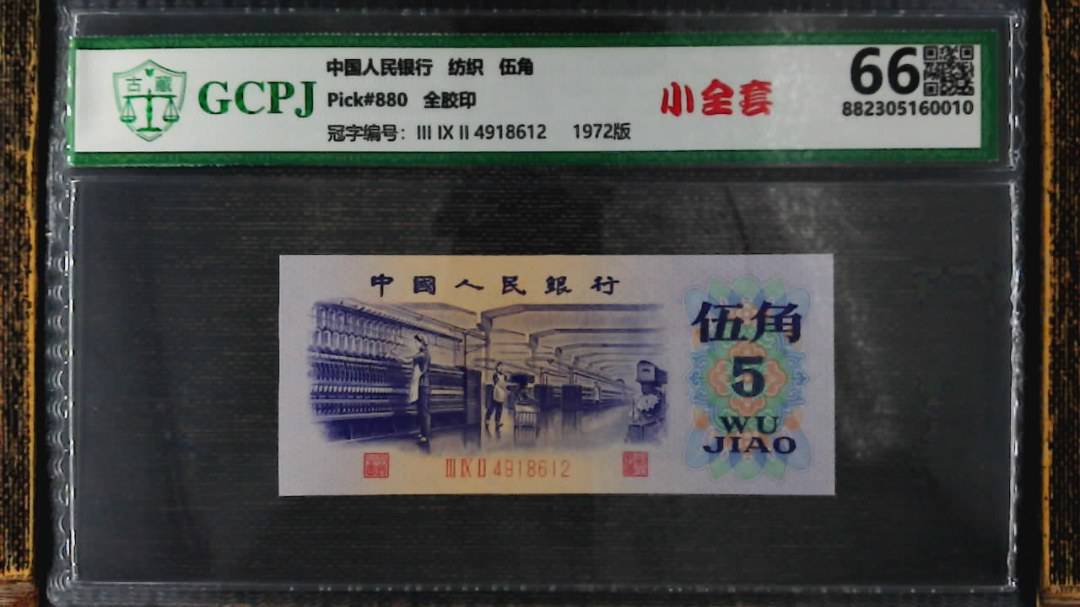 古藏
GCPJ
中国人民银行 纺织 伍角
Pick#880 全胶印
冠字编号：III IX II 4918612 1972版
小全套
66
882305160010
中國人民銀行
伍角
5
WU
JIAO
III IX II 4918612